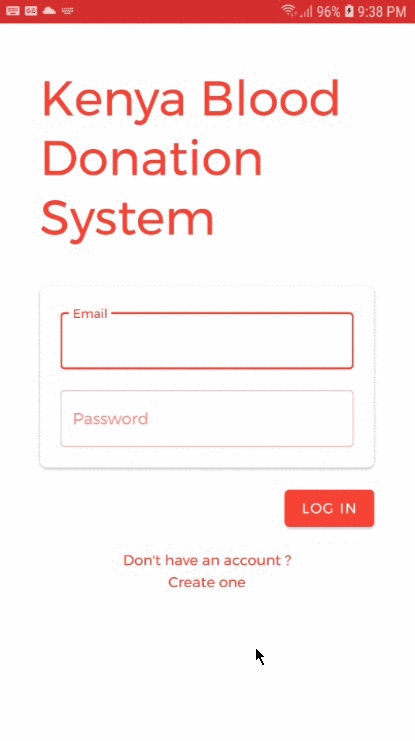 96% 9:38 PM
Kenya Blood
Donation
System
Email
Password
LOG IN
Don't have an account ?
Create one